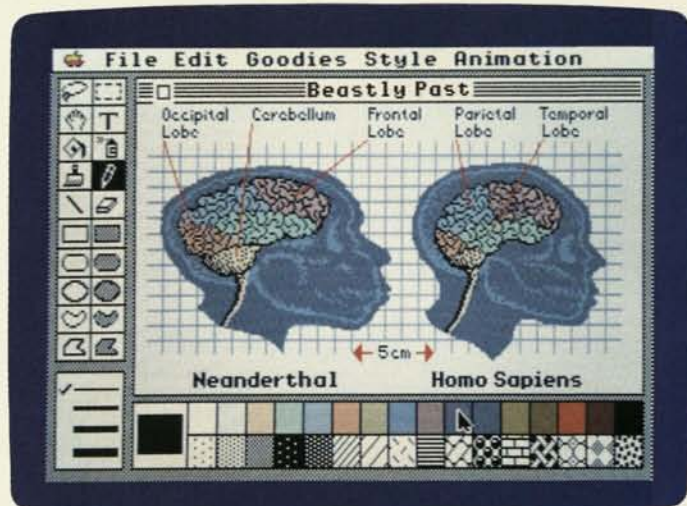 File Edit Goodies Style Animation
Beastly Past
Occipital Lobe
Cerebellum
Frontal Lobe
Parietal Lobe
Temporal Lobe
T
5cm
Neanderthal
Homo Sapiens